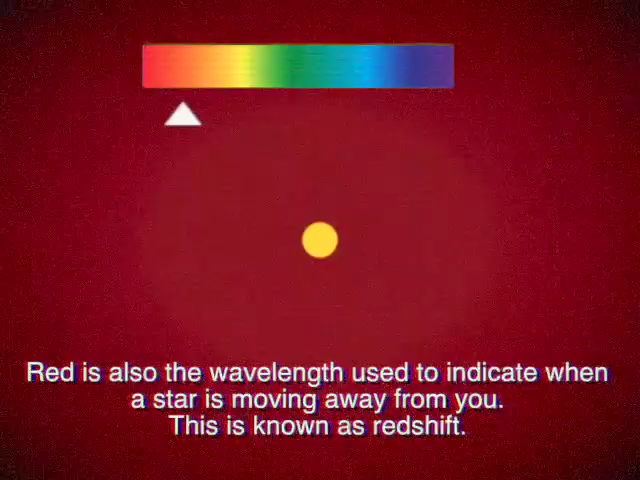 Red is also the wavelength used to indicate when
a star is moving away from you.
This is known as redshift.